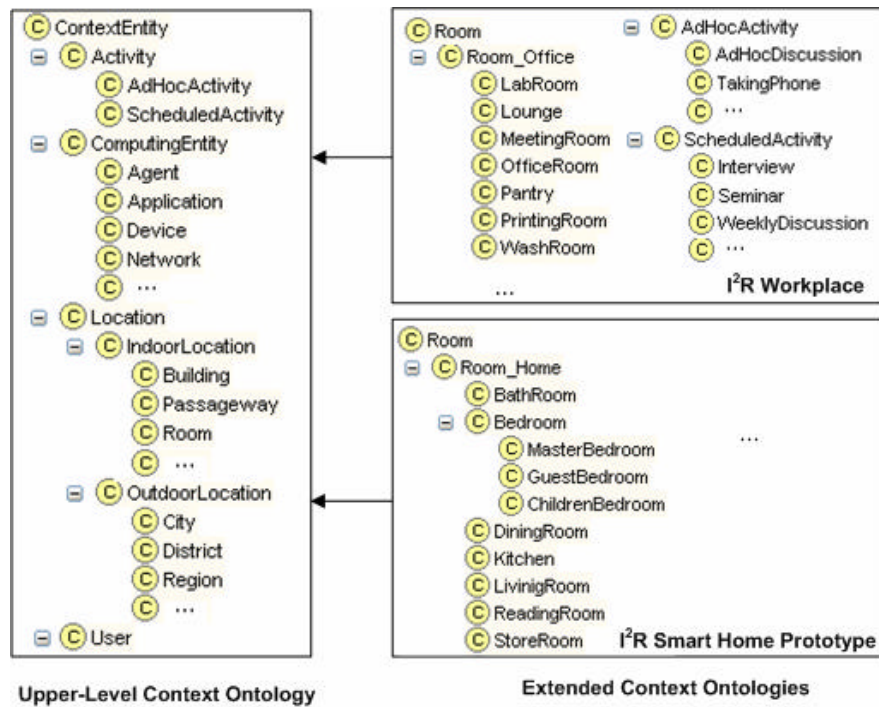 ContextEntity
Activity
AdHocActivity
ScheduledActivity
ComputingEntity
Agent
Application
Device
Network
...
Location
IndoorLocation
Building
Passageway
Room
...
OutdoorLocation
City
District
Region
...
User
Upper-Level Context Ontology
Room
Room_Office
LabRoom
Lounge
MeetingRoom
OfficeRoom
Pantry
PrintingRoom
WashRoom
...
AdHocActivity
AdHocDiscussion
TakingPhone
...
ScheduledActivity
Interview
Seminar
WeeklyDiscussion
...
I²R Workplace
Room
Room_Home
BathRoom
Bedroom
MasterBedroom
GuestBedroom
ChildrenBedroom
DiningRoom
Kitchen
LivinigRoom
ReadingRoom
StoreRoom
...
I²R Smart Home Prototype
Extended Context Ontologies